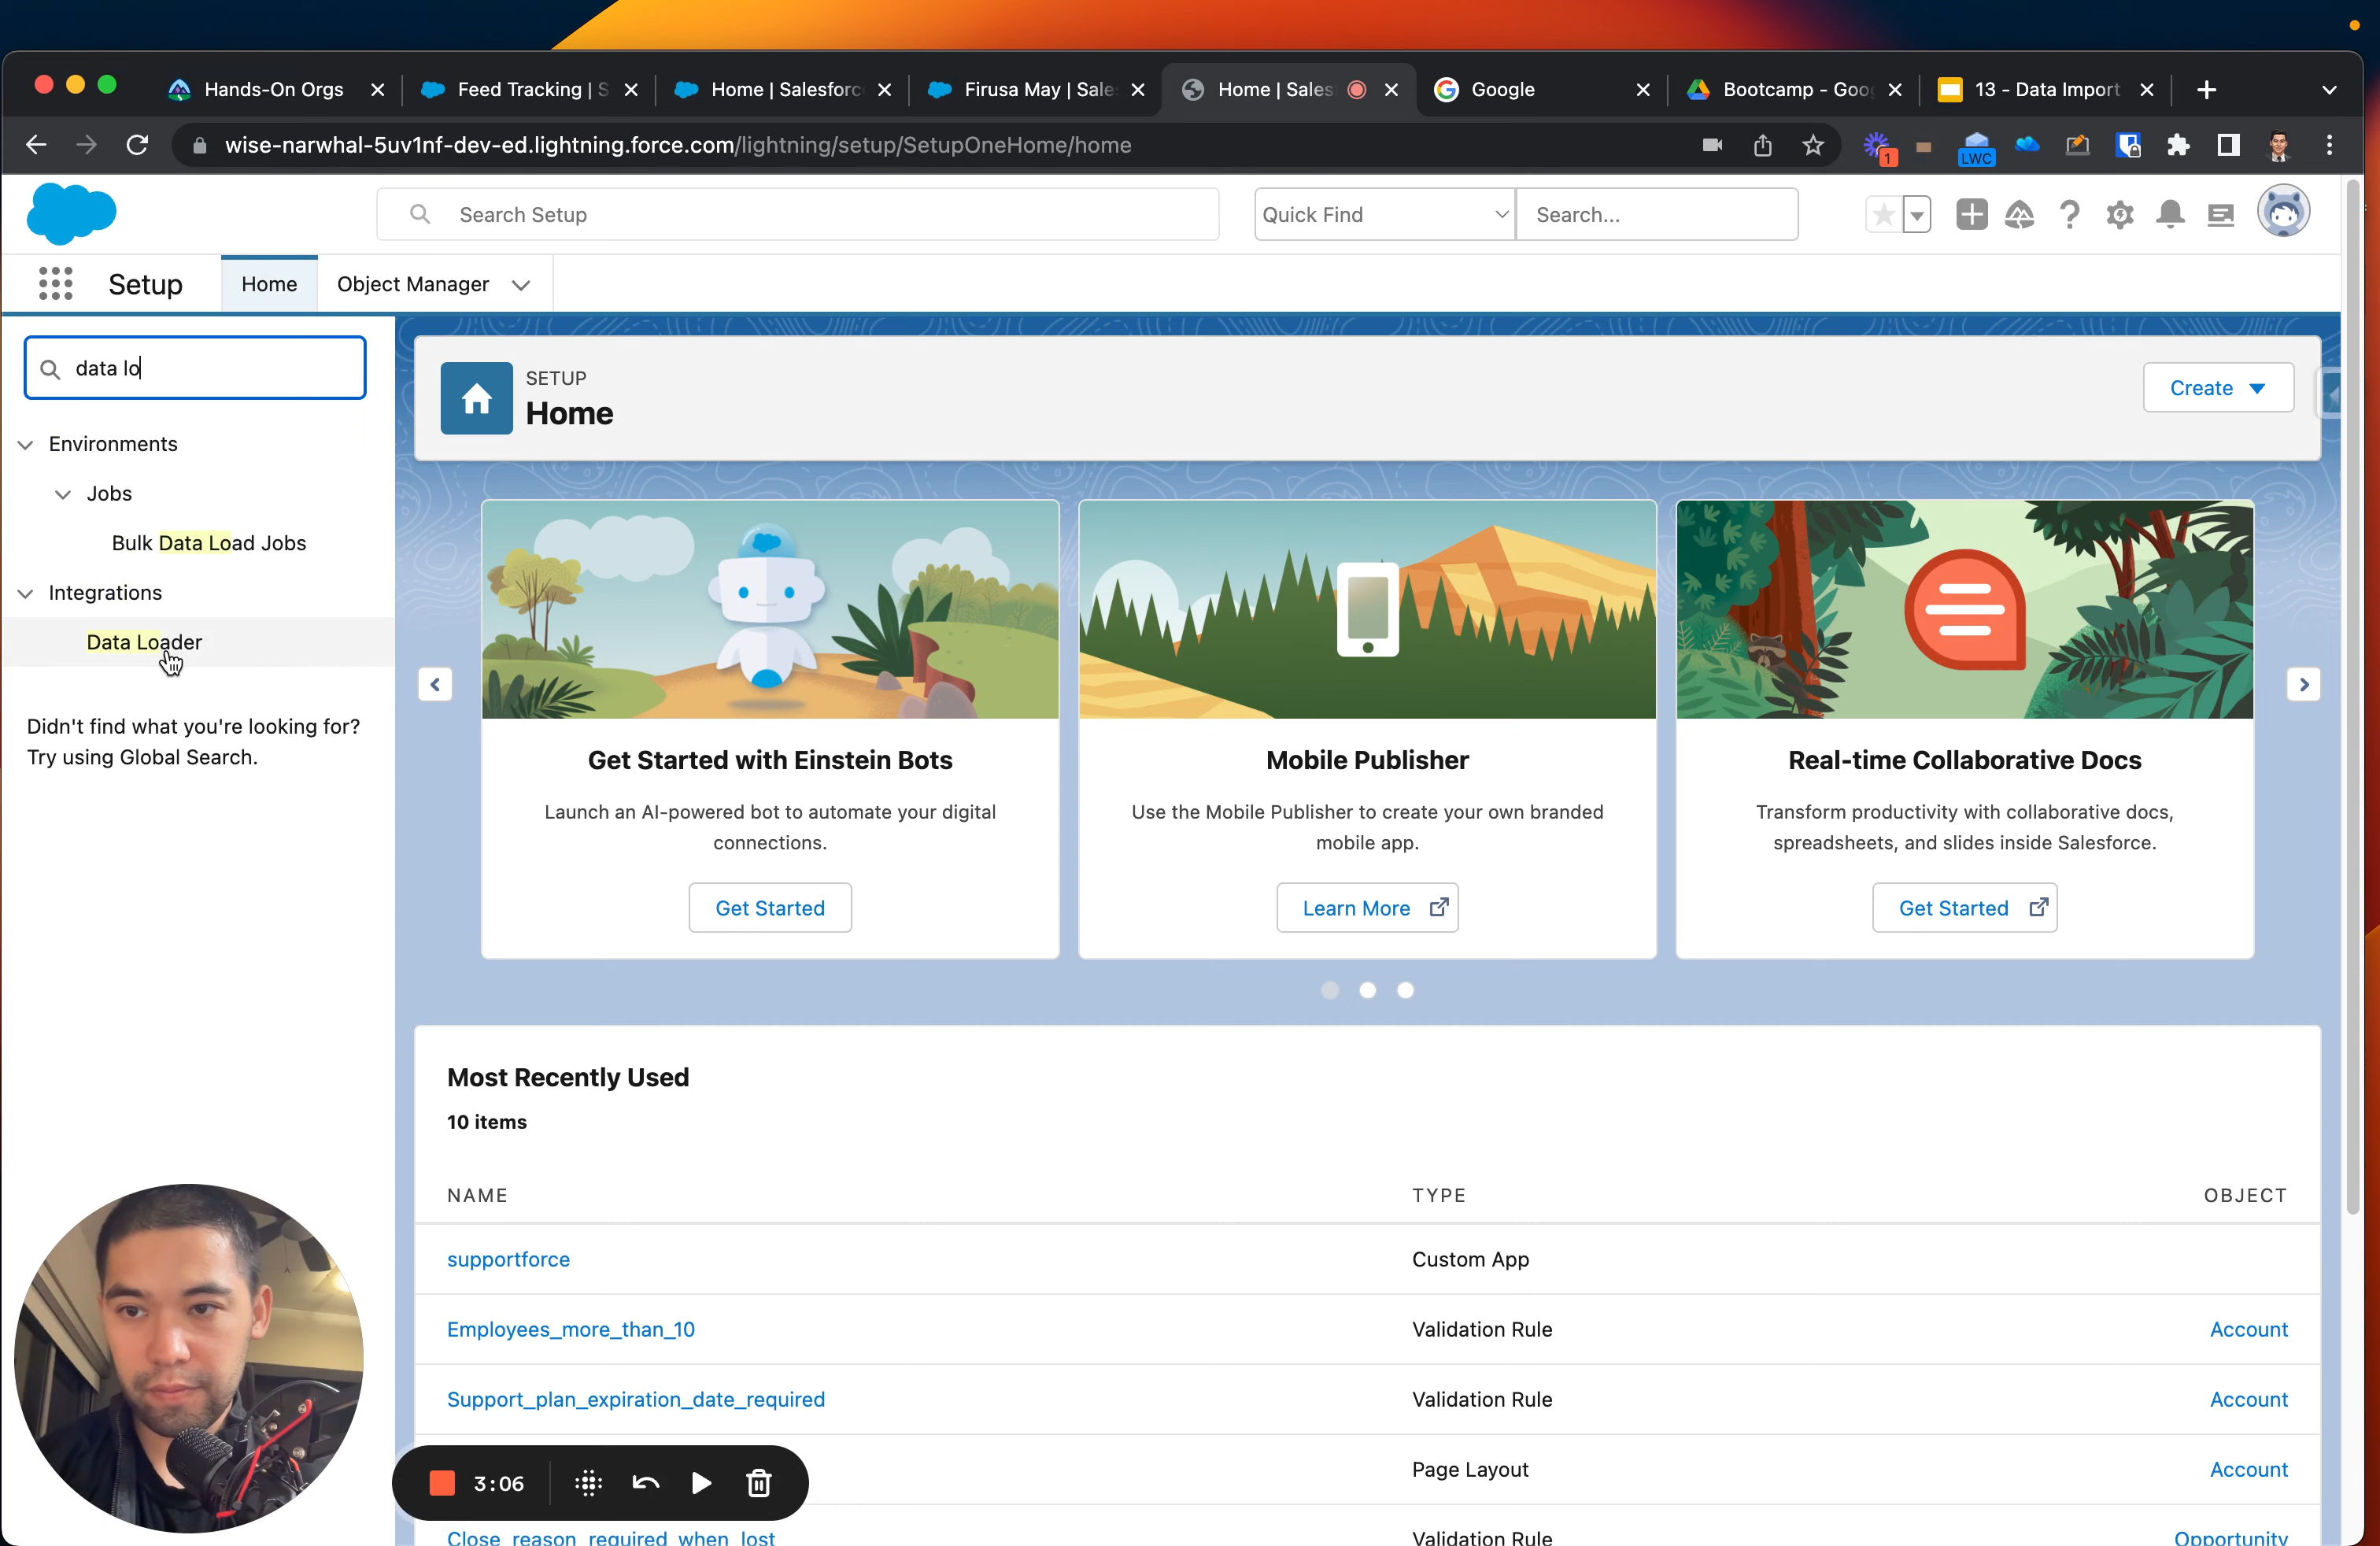 Hands-On Orgs
Feed Tracking | S
Home | Salesforc
Firusa May | Sale
Home | Sales
Google
Bootcamp - Goo
13 - Data Import
wise-narwhal-5uv1nf-dev-ed.lightning.force.com/lightning/setup/SetupOneHome/home
1
LWC
Search Setup
Quick Find
Search...
Setup
Home
Object Manager
data lo
Environments
Jobs
Bulk Data Load Jobs
Integrations
Data Loader
Didn't find what you're looking for?
Try using Global Search.
SETUP
Home
Create
Get Started with Einstein Bots
Launch an AI-powered bot to automate your digital
connections.
Get Started
Mobile Publisher
Use the Mobile Publisher to create your own branded
mobile app.
Learn More
Real-time Collaborative Docs
Transform productivity with collaborative docs,
spreadsheets, and slides inside Salesforce.
Get Started
Most Recently Used
10 items
NAME TYPE OBJECT
supportforce Custom App
Employees_more_than_10 Validation Rule Account
Support_plan_expiration_date_required Validation Rule Account
Page Layout Account
Close_reason_required_when_lost Validation Rule Opportunity
3:06